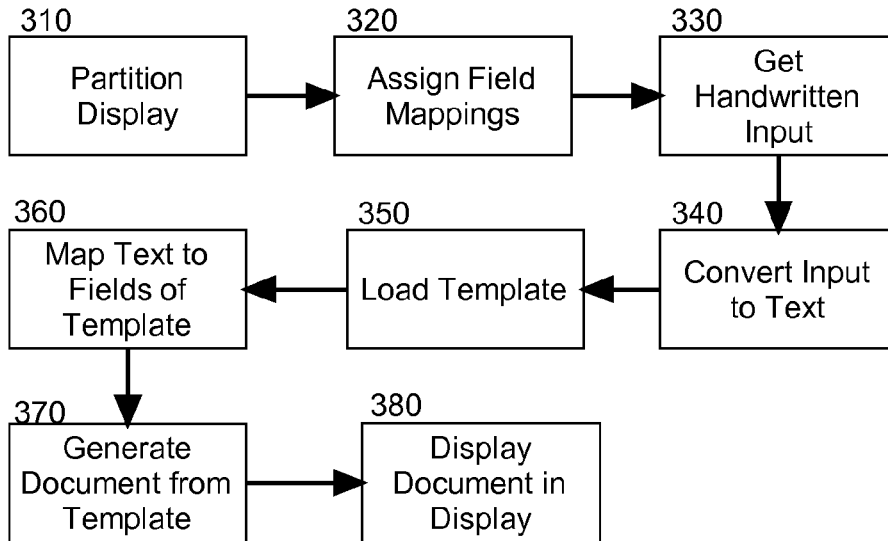 310
Partition
Display
320
Assign Field
Mappings
330
Get
Handwritten
Input
340
Convert Input
to Text
350
Load Template
360
Map Text to
Fields of
Template
370
Generate
Document from
Template
380
Display
Document in
Display